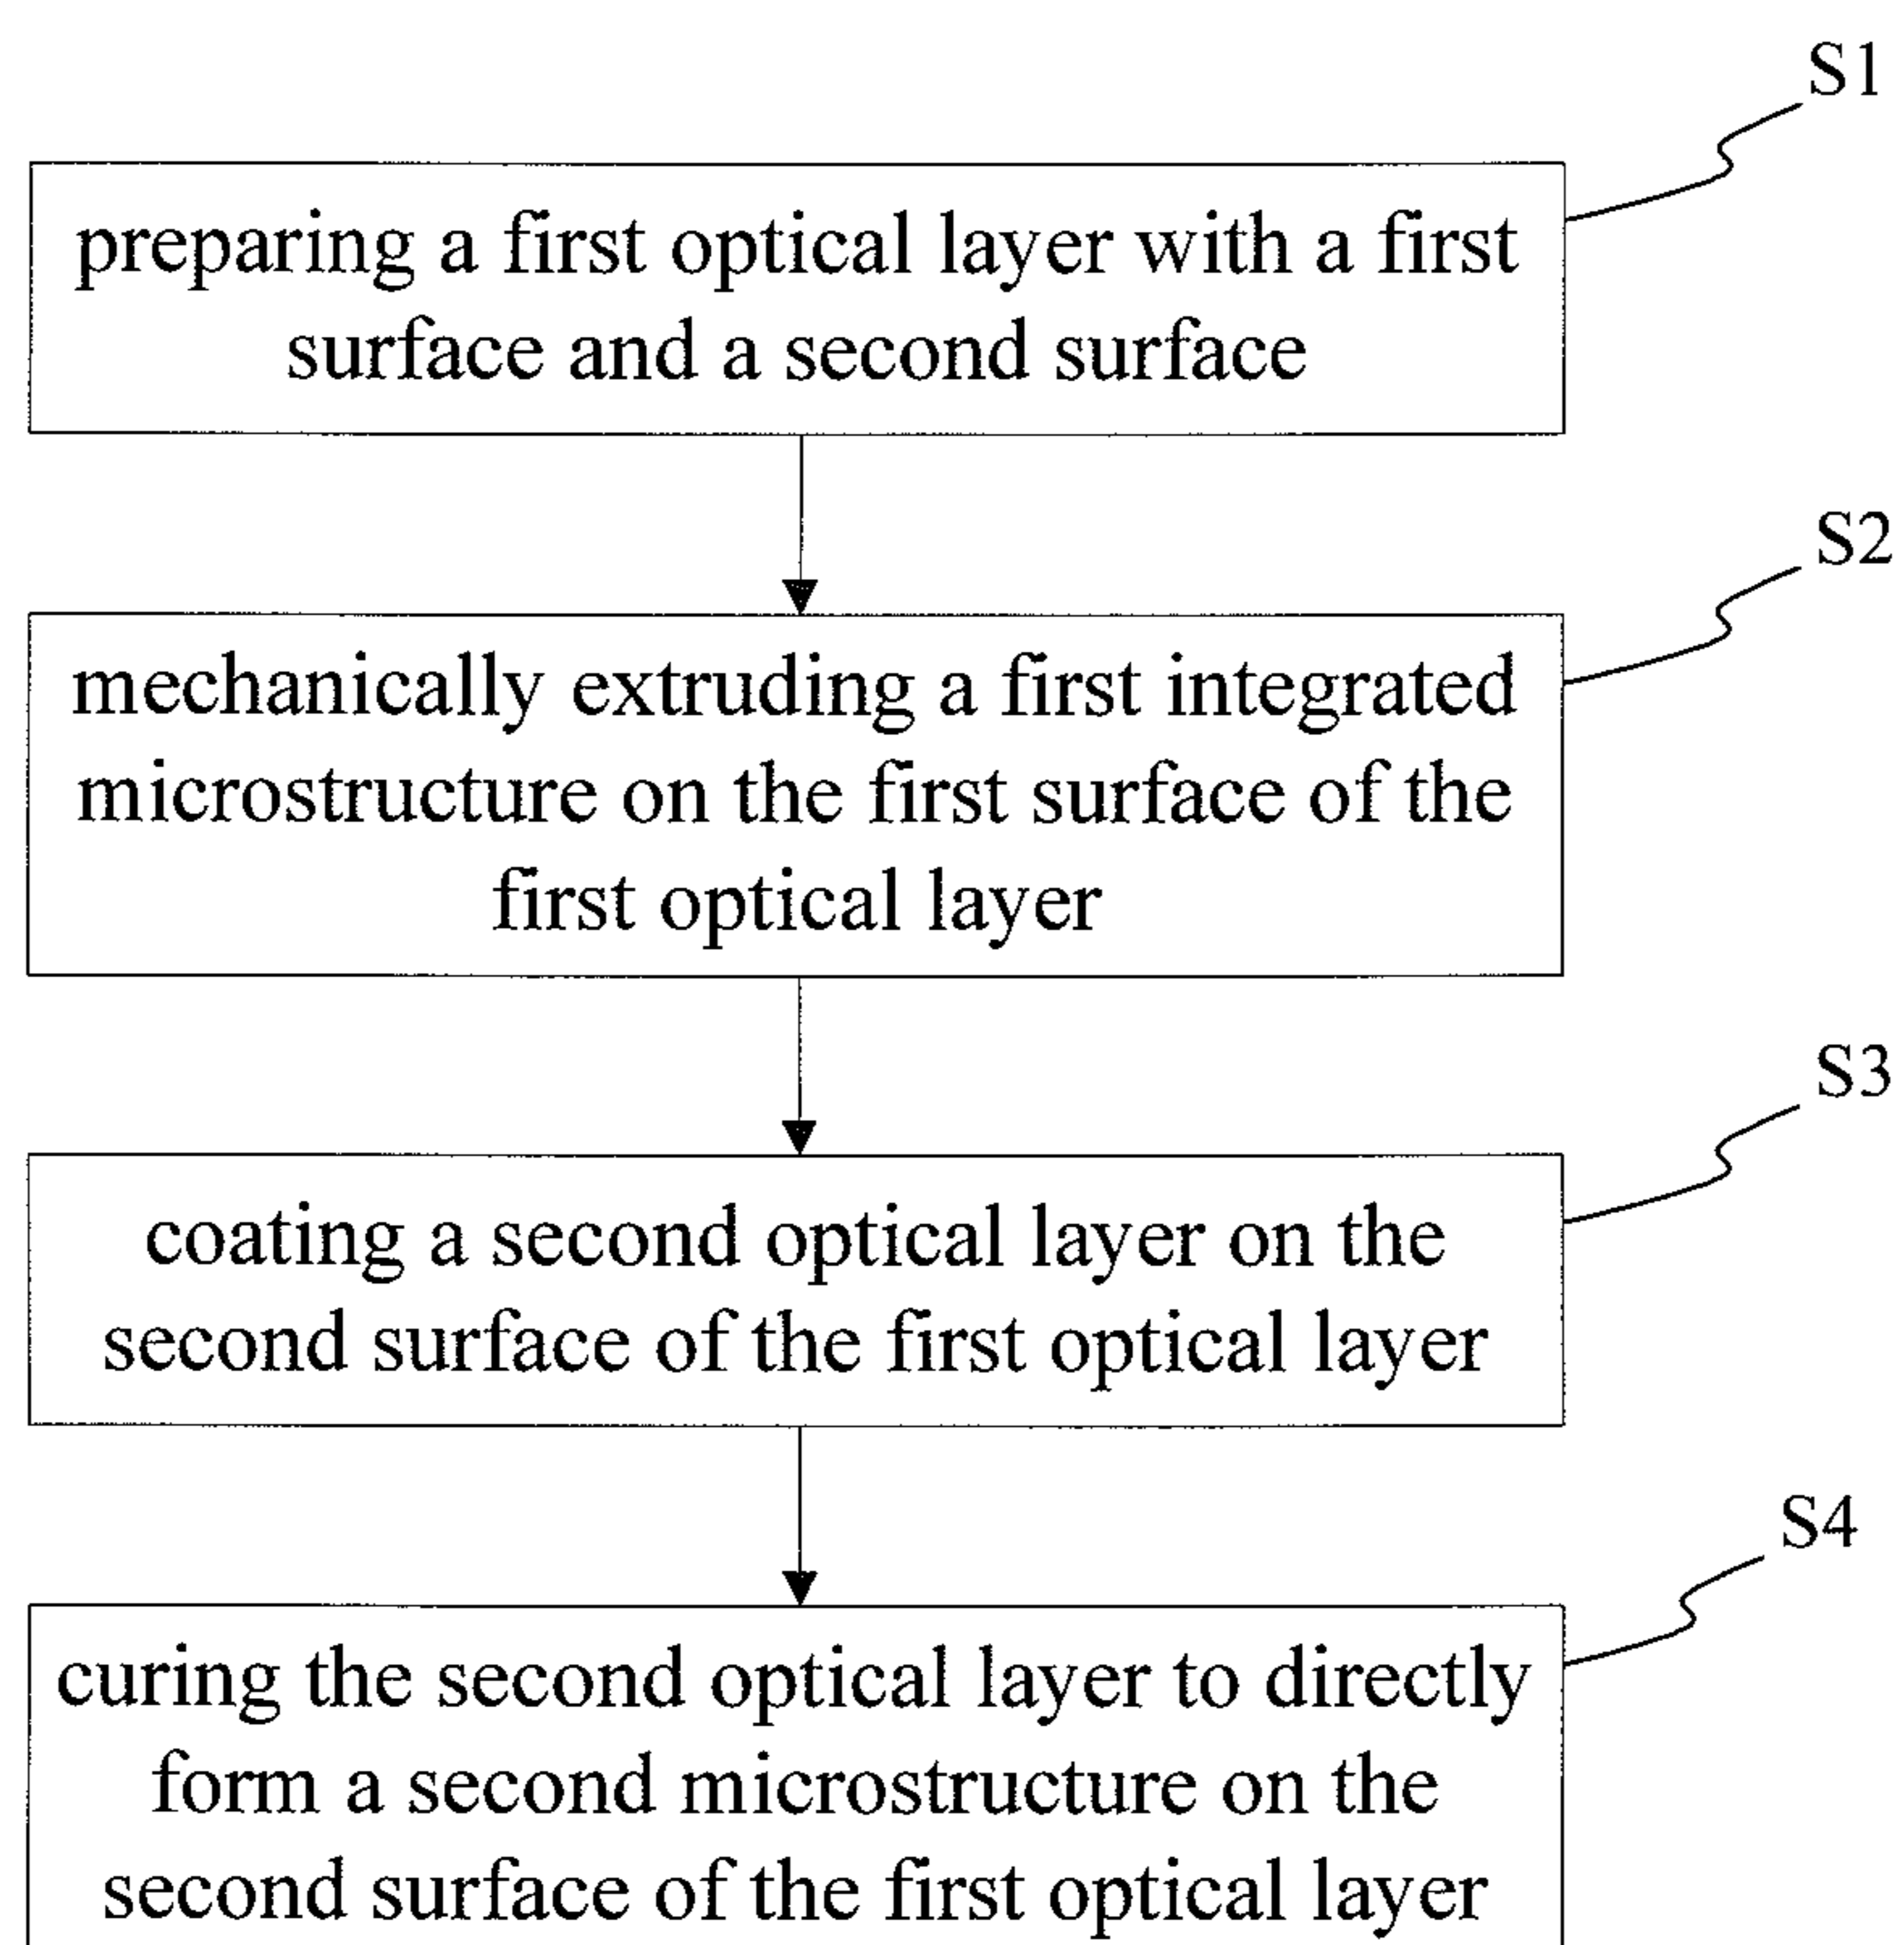 S1
preparing a first optical layer with a first
surface and a second surface
S2
mechanically extruding a first integrated
microstructure on the first surface of the
first optical layer
S3
coating a second optical layer on the
second surface of the first optical layer
S4
curing the second optical layer to directly
form a second microstructure on the
second surface of the first optical layer